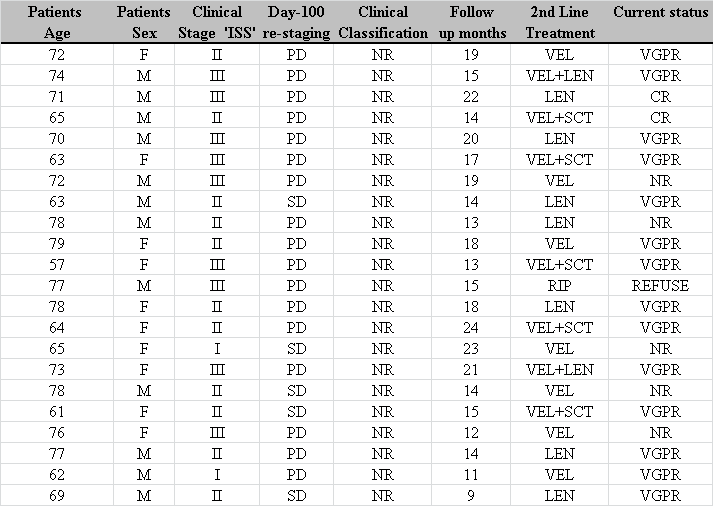 Patients Patients Clinical Day-100 Clinical Follow 2nd Line Current status
Age Sex Stage 'ISS' re-staging Classification up months Treatment
72 F II PD NR 19 VEL VGPR
74 M III PD NR 15 VEL+LEN VGPR
71 M III PD NR 22 LEN CR
65 M II PD NR 14 VEL+SCT CR
70 M III PD NR 20 LEN VGPR
63 F III PD NR 17 VEL+SCT VGPR
72 M III PD NR 19 VEL NR
63 M II SD NR 14 LEN VGPR
78 M II PD NR 13 LEN NR
79 F II PD NR 18 VEL VGPR
57 F III PD NR 13 VEL+SCT VGPR
77 M III PD NR 15 RIP REFUSE
78 F II PD NR 18 LEN VGPR
64 F II PD NR 24 VEL+SCT VGPR
65 F I SD NR 23 VEL NR
73 F III PD NR 21 VEL+LEN VGPR
78 M II SD NR 14 VEL NR
61 F II SD NR 15 VEL+SCT VGPR
76 F III PD NR 12 VEL NR
77 M II PD NR 14 LEN VGPR
62 M I PD NR 11 VEL VGPR
69 M II SD NR 9 LEN VGPR